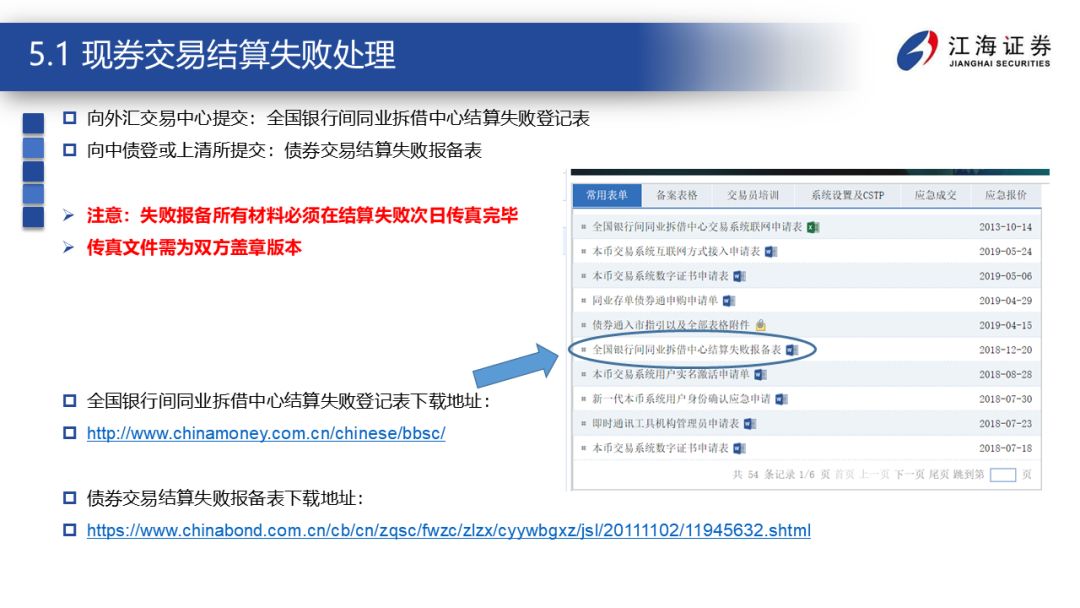 5.1 现券交易结算失败处理
江海证券
JIANGHAI SECURITIES
向外汇交易中心提交：全国银行间同业拆借中心结算失败登记表
向中债登或上清所提交：债券交易结算失败报备表
注意：失败报备所有材料必须在结算失败次日传真完毕
传真文件需为双方盖章版本
常用表单 备案表格 交易员培训 系统设置及CSTP 应急成交 应急报价
全国银行间同业拆借中心交易系统联网申请表 2013-10-14
本币交易系统互联网方式接入申请表 2019-05-24
本币交易系统数字证书申请表 2019-05-06
同业存单债券通申购申请单 2019-04-29
债券通入市指引以及全部表格附件 2019-04-15
全国银行间同业拆借中心结算失败报备表 2018-12-20
本币交易系统用户实名激活申请单 2018-08-28
新一代本币系统用户身份确认应急申请 2018-07-30
即时通讯工具机构管理员申请表 2018-07-23
本币交易系统数字证书申请表 2018-07-18
共 54 条记录 1/6 页 首页 上一页 下一页 尾页 跳到第 页
全国银行间同业拆借中心结算失败登记表下载地址：
http://www.chinamoney.com.cn/chinese/bbsc/
债券交易结算失败报备表下载地址：
https://www.chinabond.com.cn/cb/cn/zqsc/fwzc/zlzx/cyywbgxz/jsl/20111102/11945632.shtml